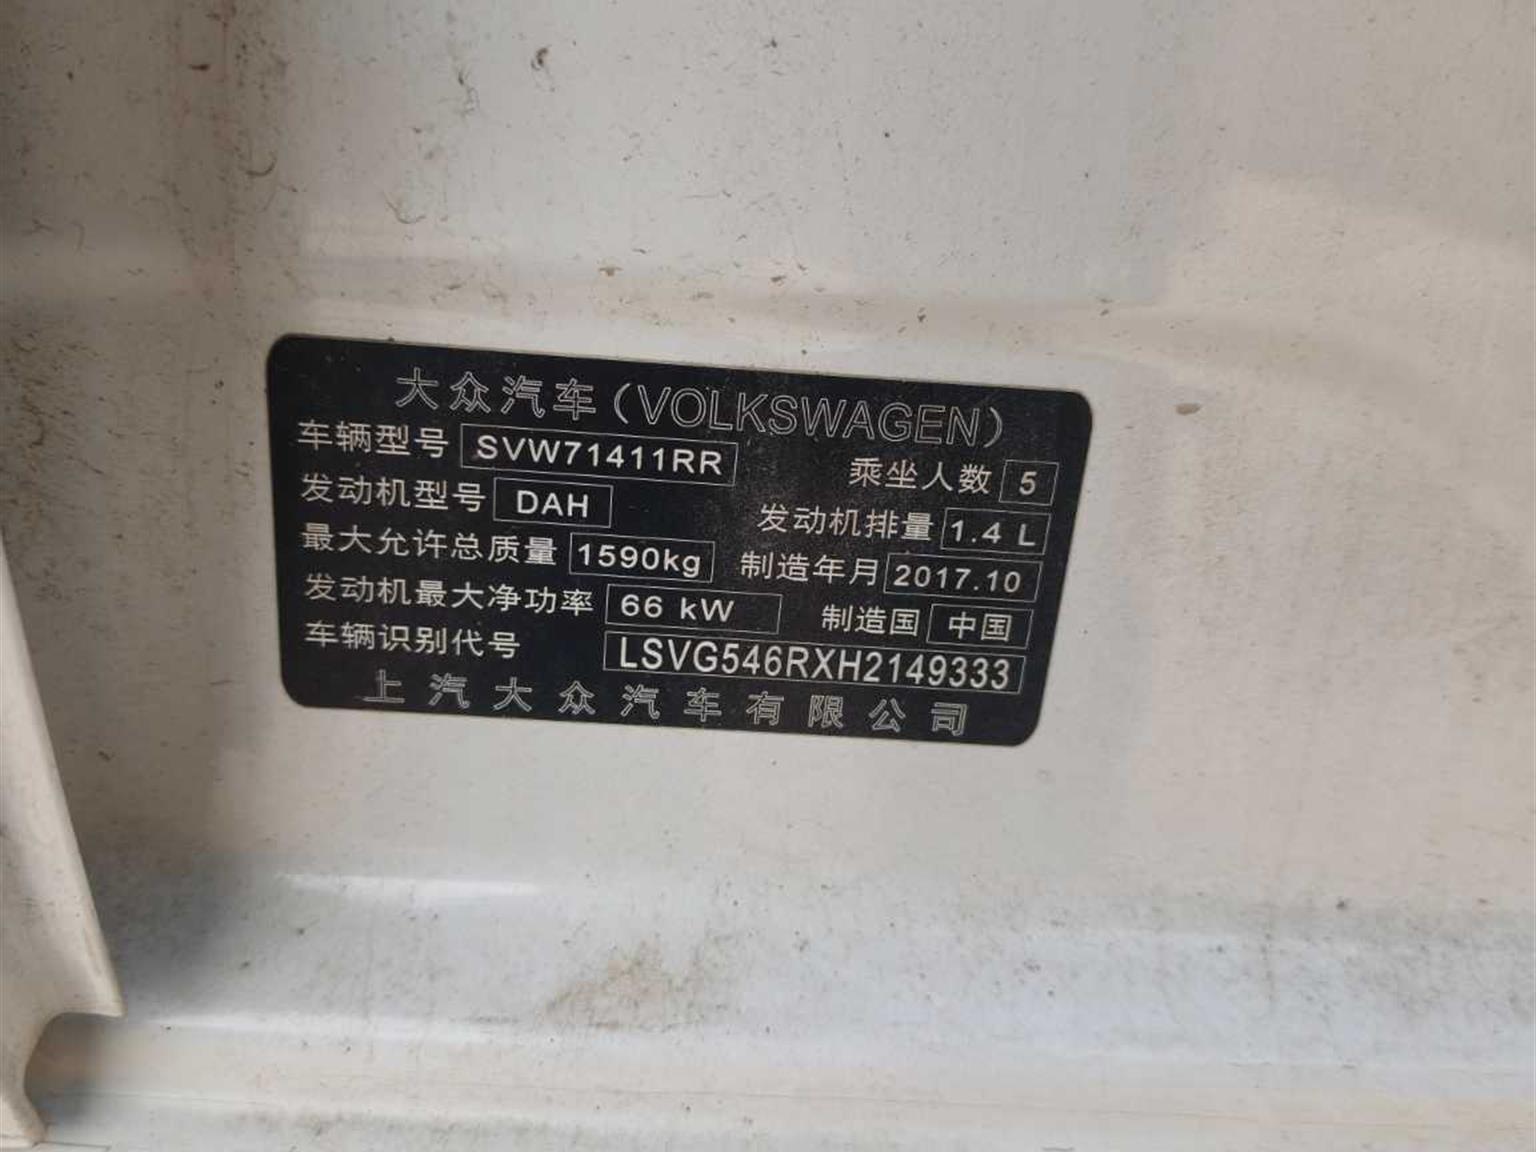 大众汽车(VOLKSWAGEN)
车辆型号 SVW71411RR 乘坐人数 5
发动机型号 DAH 发动机排量 1.4 L
最大允许总质量 1590kg 制造年月 2017.10
发动机最大净功率 66 kW 制造国 中国
车辆识别代号 LSVG546RXH2149333
上汽大众汽车有限公司